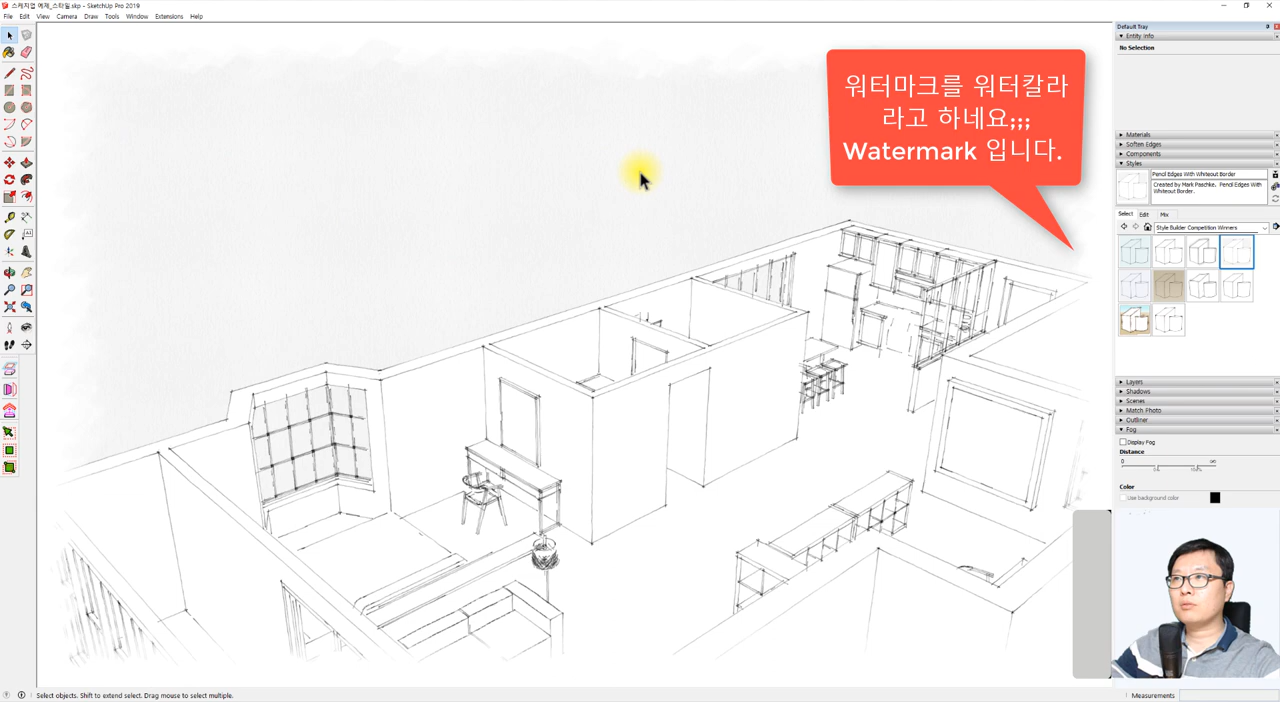 스케치업 예제_스타일.skp - SketchUp Pro 2019
File Edit View Camera Draw Tools Window Extensions Help
Default Tray
Entity Info
No Selection
워터마크를 워터칼라
라고 하네요;;;
Watermark 입니다.
Materials
Soften Edges
Components
Styles
Pencil Edges With Whiteout Border
Created by Mark Paschke. Pencil Edges With
Whiteout Border.
Select Edit Mix
Style Builder Competition Winners
Layers
Shadows
Scenes
Match Photo
Outliner
Fog
Display Fog
Distance
0 ∞
Color
Use background color
Select objects. Shift to extend select. Drag mouse to select multiple.
Measurements